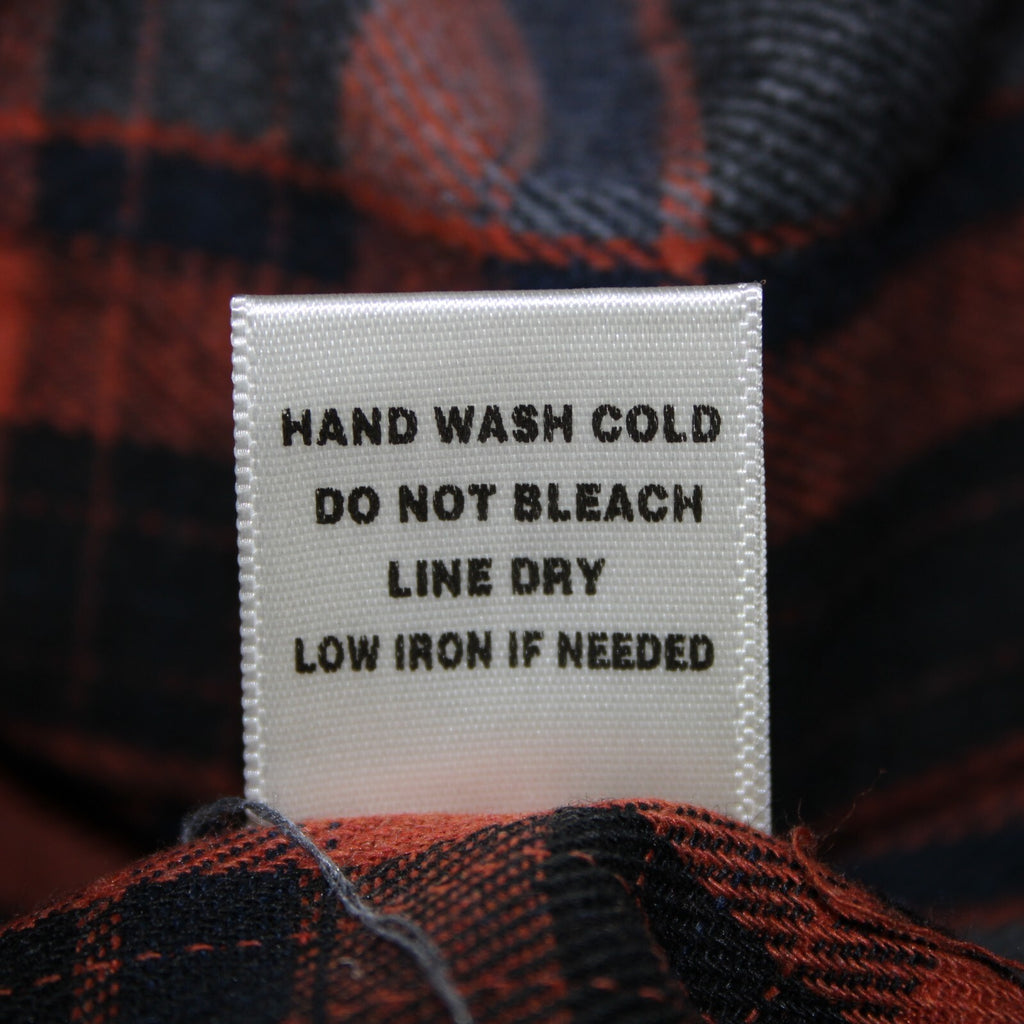 HAND WASH COLD
DO NOT BLEACH
LINE DRY
LOW IRON IF NEEDED